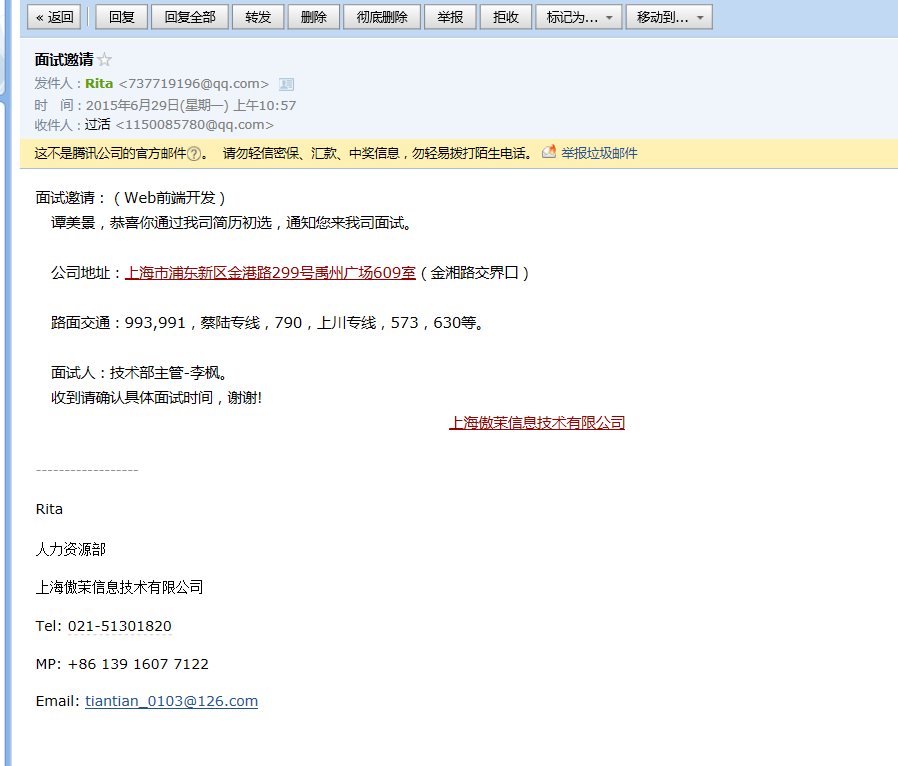 « 返回 回复 回复全部 转发 删除 彻底删除 举报 拒收 标记为... 移动到...
面试邀请
发件人：Rita <737719196@qq.com>
时 间：2015年6月29日(星期一) 上午10:57
收件人：过活 <1150085780@qq.com>
这不是腾讯公司的官方邮件?。 请勿轻信密保、汇款、中奖信息，勿轻易拨打陌生电话。 举报垃圾邮件
面试邀请：（Web前端开发）
谭美景，恭喜你通过我司简历初选，通知您来我司面试。
公司地址：上海市浦东新区金港路299号禹州广场609室（金湘路交界口）
路面交通：993,991，蔡陆专线，790，上川专线，573，630等。
面试人：技术部主管-李枫。
收到请确认具体面试时间，谢谢!
上海傲茉信息技术有限公司
------------------
Rita
人力资源部
上海傲茉信息技术有限公司
Tel: 021-51301820
MP: +86 139 1607 7122
Email: tiantian_0103@126.com